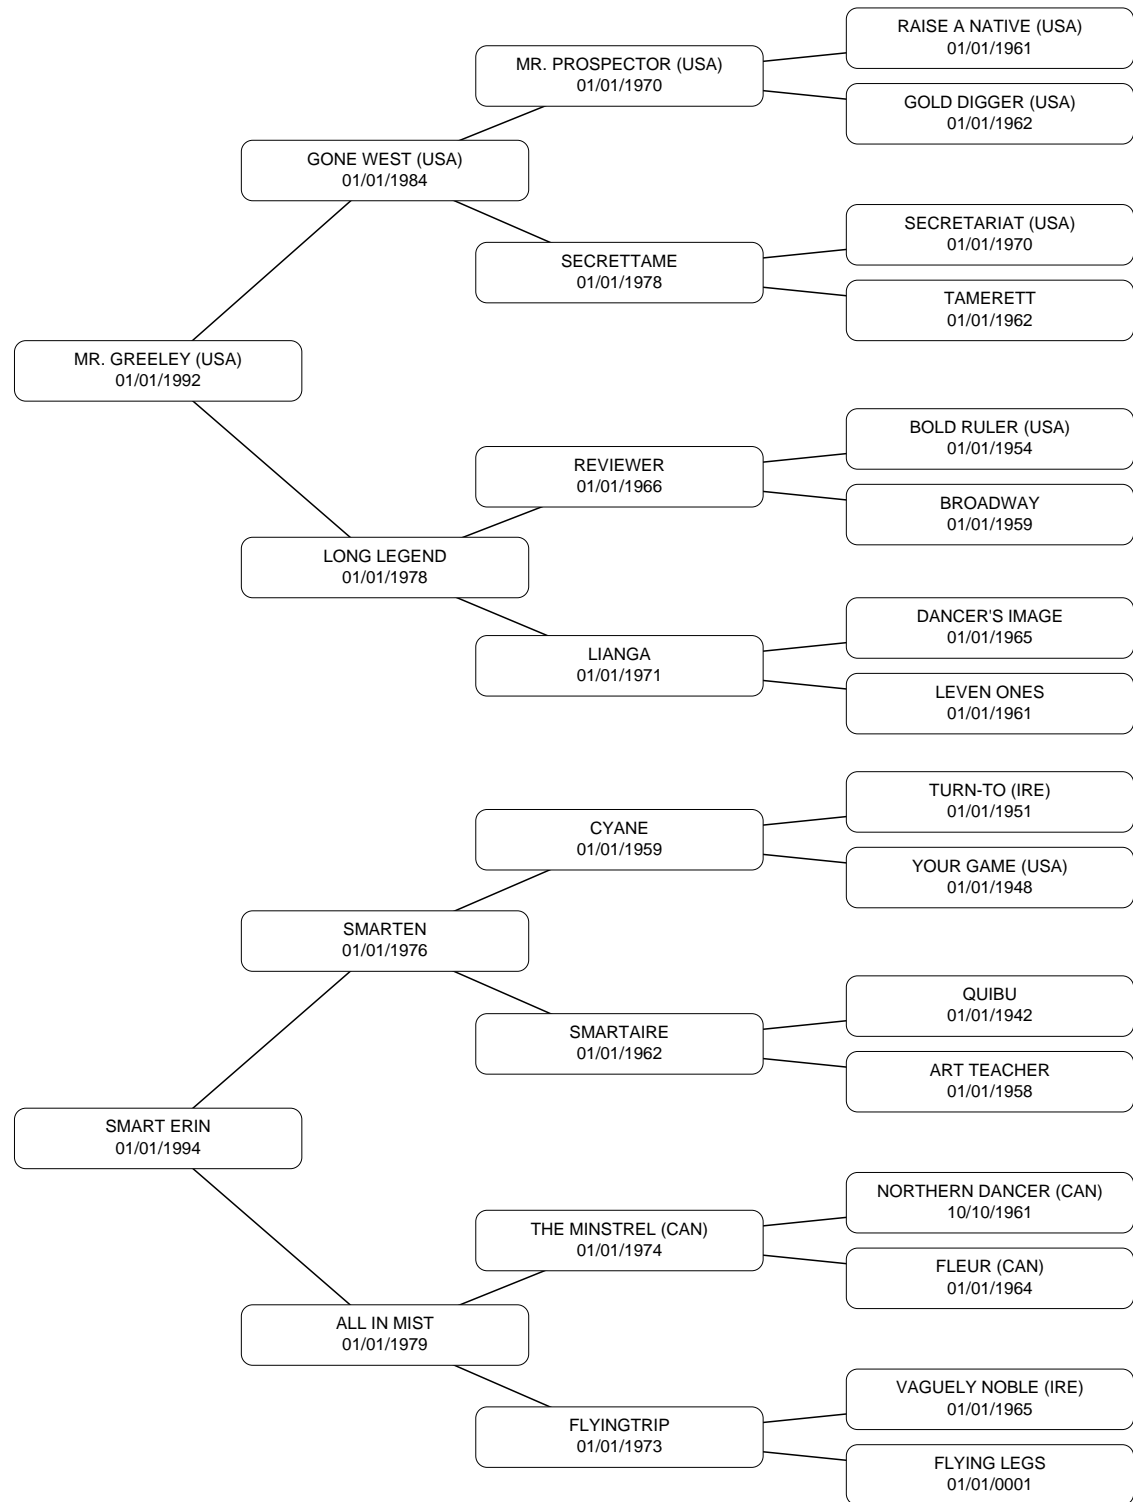 RAISE A NATIVE (USA)
01/01/1961
MR. PROSPECTOR (USA)
01/01/1970
GOLD DIGGER (USA)
01/01/1962
GONE WEST (USA)
01/01/1984
SECRETARIAT (USA)
01/01/1970
SECRETTAME
01/01/1978
TAMERETT
01/01/1962
MR. GREELEY (USA)
01/01/1992
BOLD RULER (USA)
01/01/1954
REVIEWER
01/01/1966
BROADWAY
01/01/1959
LONG LEGEND
01/01/1978
DANCER'S IMAGE
01/01/1965
LIANGA
01/01/1971
LEVEN ONES
01/01/1961
TURN-TO (IRE)
01/01/1951
CYANE
01/01/1959
YOUR GAME (USA)
01/01/1948
SMARTEN
01/01/1976
QUIBU
01/01/1942
SMARTAIRE
01/01/1962
ART TEACHER
01/01/1958
SMART ERIN
01/01/1994
NORTHERN DANCER (CAN)
10/10/1961
THE MINSTREL (CAN)
01/01/1974
FLEUR (CAN)
01/01/1964
ALL IN MIST
01/01/1979
VAGUELY NOBLE (IRE)
01/01/1965
FLYINGTRIP
01/01/1973
FLYING LEGS
01/01/0001